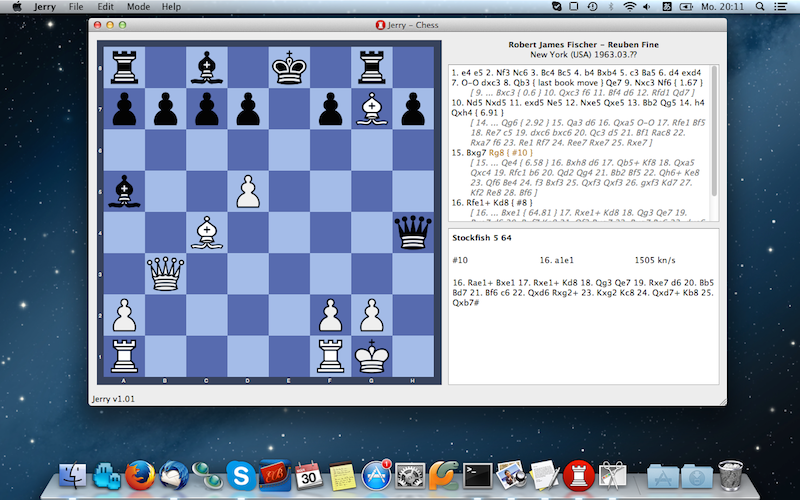 Jerry File Edit Mode Help Mo. 20:11
Jerry – Chess
8
7
6
5
4
3
2
1
A B C D E F G H
Robert James Fischer – Reuben Fine
New York (USA) 1963.03.??
1. e4 e5 2. Nf3 Nc6 3. Bc4 Bc5 4. b4 Bxb4 5. c3 Ba5 6. d4 exd4
7. O-O dxc3 8. Qb3 { last book move } Qe7 9. Nxc3 Nf6 { 1.67 }
[ 9. ... Bxc3 { 0.6 } 10. Qxc3 f6 11. Bf4 d6 12. Rfd1 Qd7 ]
10. Nd5 Nxd5 11. exd5 Ne5 12. Nxe5 Qxe5 13. Bb2 Qg5 14. h4
Qxh4 { 6.91 }
[ 14. ... Qg6 { 2.92 } 15. Qa3 d6 16. Qxa5 O-O 17. Rfe1 Bf5
18. Re7 c5 19. dxc6 bxc6 20. Qc3 d5 21. Bf1 Rac8 22.
Rxa7 f6 23. Re1 Rf7 24. Ree7 Rxe7 25. Rxe7 ]
15. Bxg7 Rg8 { #10 }
[ 15. ... Qe4 { 6.58 } 16. Bxh8 d6 17. Qb5+ Kf8 18. Qxa5
Qxc4 19. Rfc1 b6 20. Qd2 Qg4 21. Bb2 Bf5 22. Qh6+ Ke8
23. Qf6 Be4 24. f3 Bxf3 25. Qxf3 Qxf3 26. gxf3 Kd7 27.
Kf2 Re8 28. Bf6 ]
16. Rfe1+ Kd8 { #8 }
[ 16. ... Bxe1 { 64.81 } 17. Rxe1+ Kd8 18. Qg3 Qe7 19.
Stockfish 5 64
#10 16. a1e1 1505 kn/s
16. Rae1+ Bxe1 17. Rxe1+ Kd8 18. Qg3 Qe7 19. Rxe7 d6 20. Bb5
Bd7 21. Bf6 c6 22. Qxd6 Rxg2+ 23. Kxg2 Kc8 24. Qxd7+ Kb8 25.
Qxb7#
Jerry v1.01
30
1